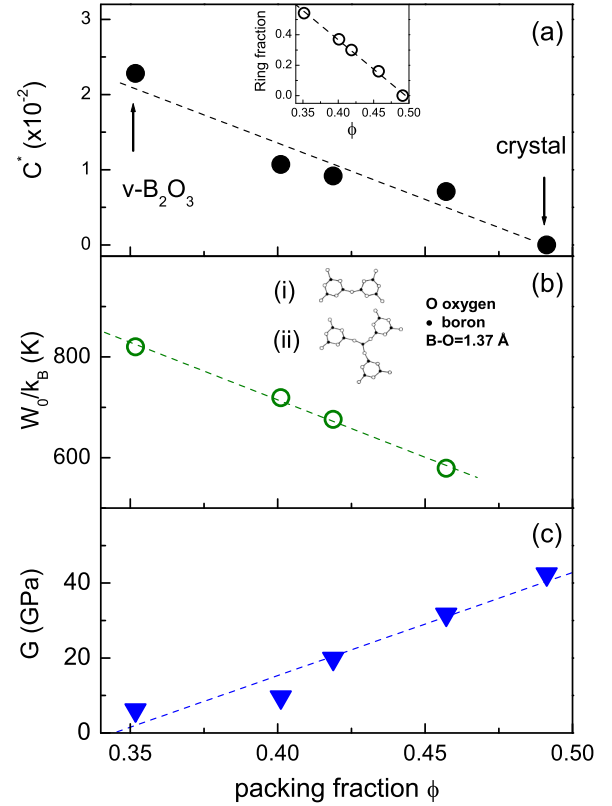 (a)
3
2
1
0
C* (x10⁻²)
Ring fraction
0.4
0.2
0.0
0.35 0.40 0.45 0.50
ϕ
v-B₂O₃
crystal
(b)
(i)
(ii)
O oxygen
• boron
B-O=1.37 Å
800
600
W₀/k_B (K)
(c)
40
20
0
G (GPa)
0.35 0.40 0.45 0.50
packing fraction ϕ